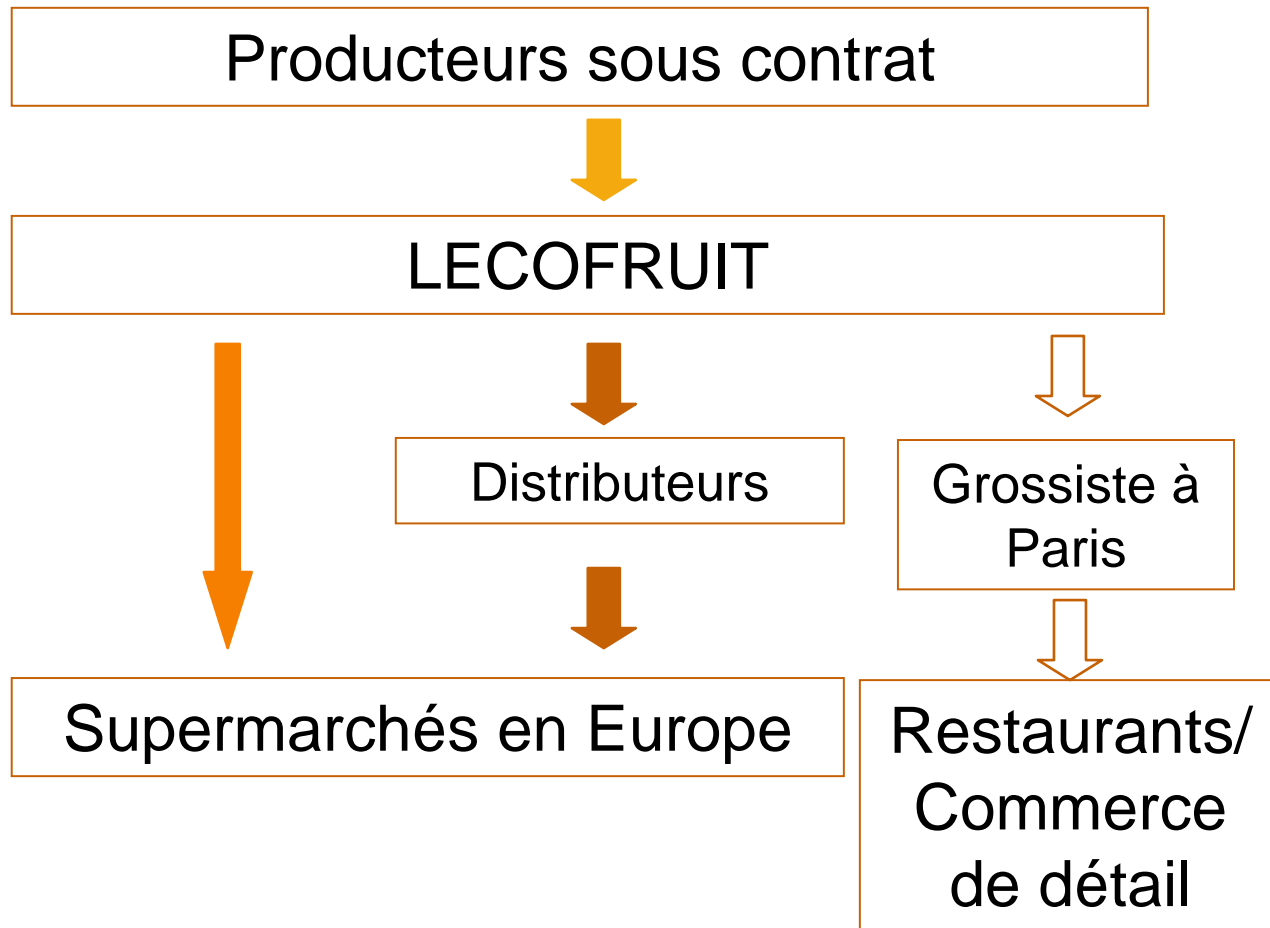 Producteurs sous contrat
LECOFRUIT
Distributeurs
Grossiste à
Paris
Supermarchés en Europe
Restaurants/
Commerce
de détail